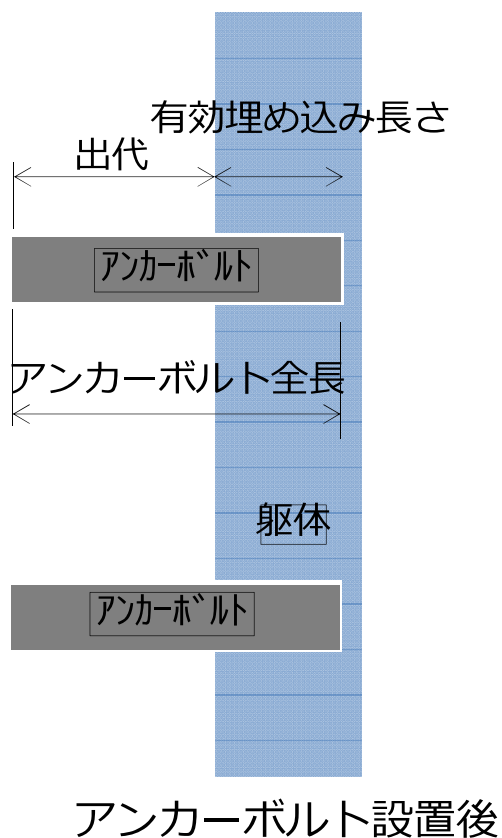 有効埋め込み長さ
出代
ｱﾝｶｰﾎﾞﾙﾄ
アンカーボルト全長
躯体
ｱﾝｶｰﾎﾞﾙﾄ
アンカーボルト設置後